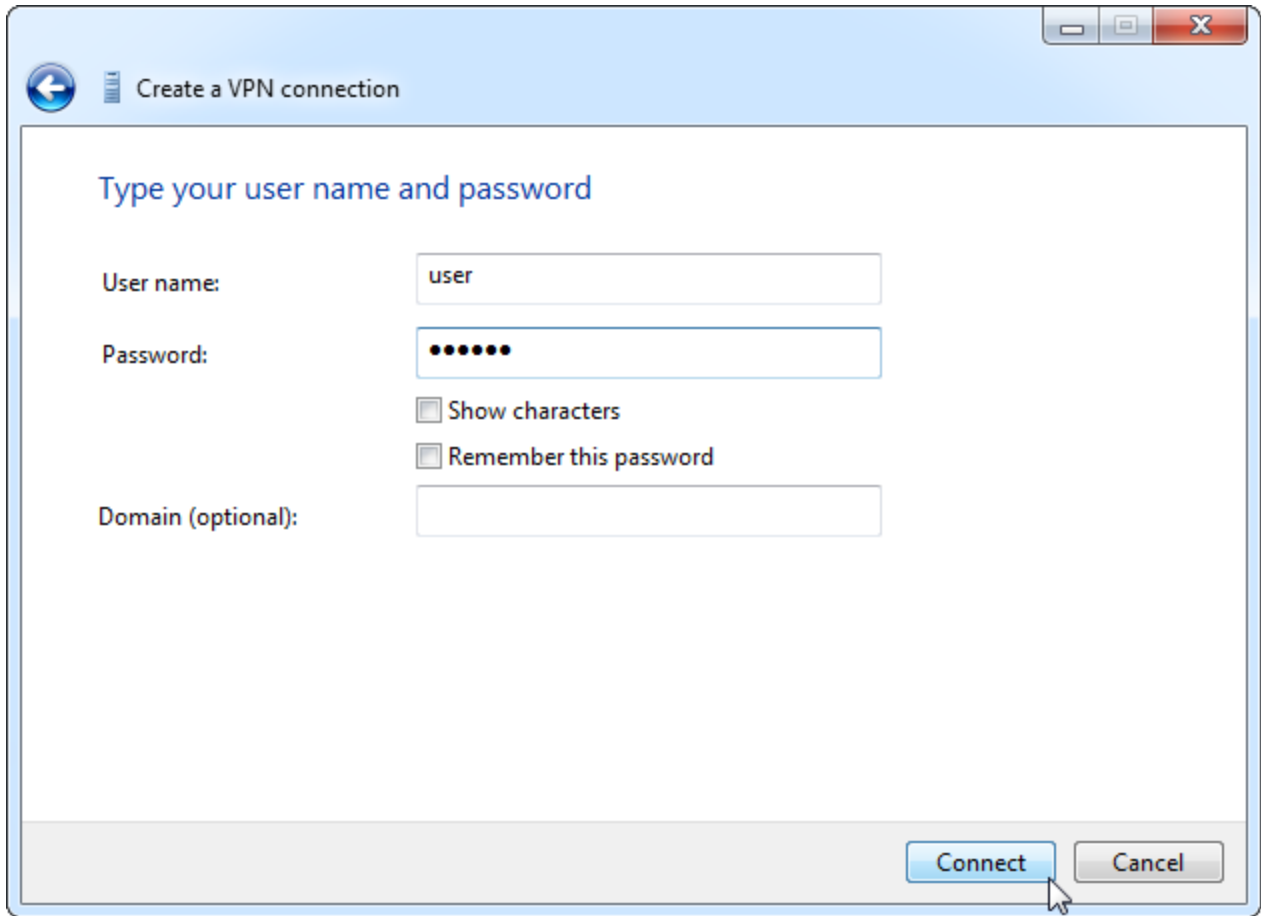 Create a VPN connection
Type your user name and password
User name:
user
Password:
••••••
Show characters
Remember this password
Domain (optional):
Connect
Cancel